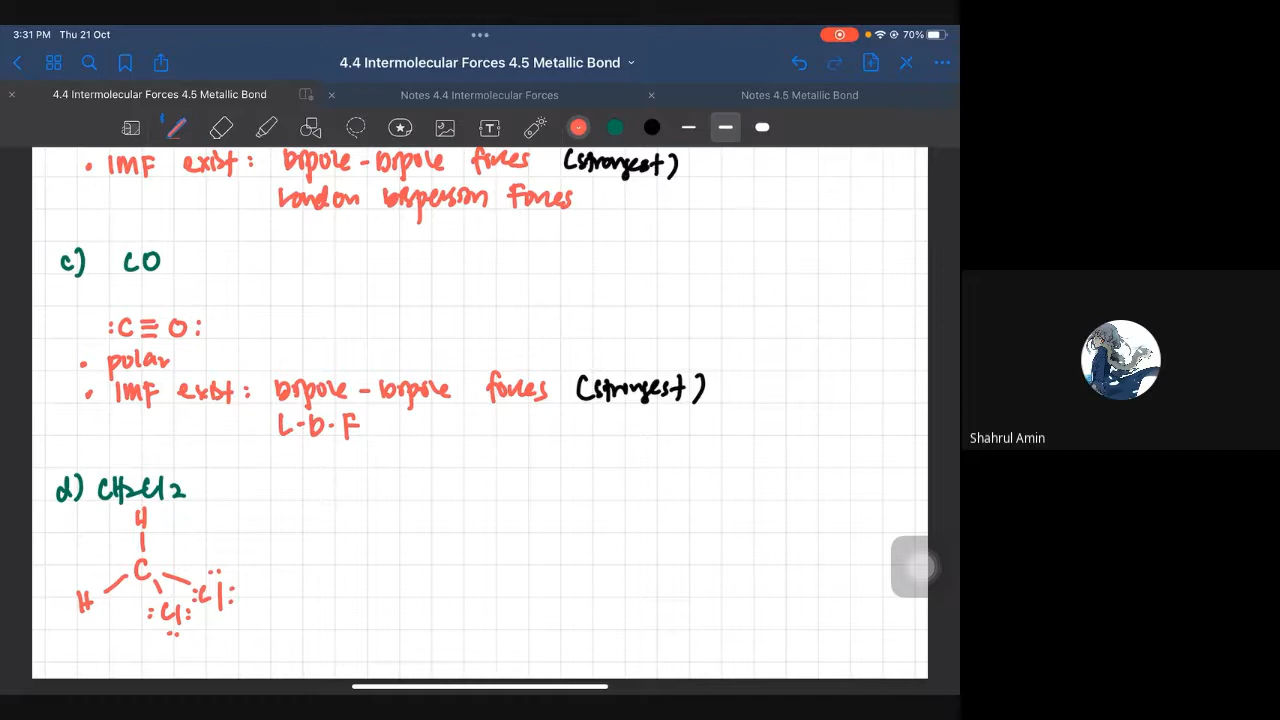 3:31 PM Thu 21 Oct
70%
4.4 Intermolecular Forces 4.5 Metallic Bond
4.4 Intermolecular Forces 4.5 Metallic Bond
Notes 4.4 Intermolecular Forces
Notes 4.5 Metallic Bond
• IMF exist : Dipole - Dipole forces (strongest)
London Dispersion Forces
c) CO
:C≡O:
• polar
• IMF exist : Dipole - Dipole forces (strongest)
L.D.F
d) CH2Cl2
H
C
H :Cl: :Cl:
Shahrul Amin